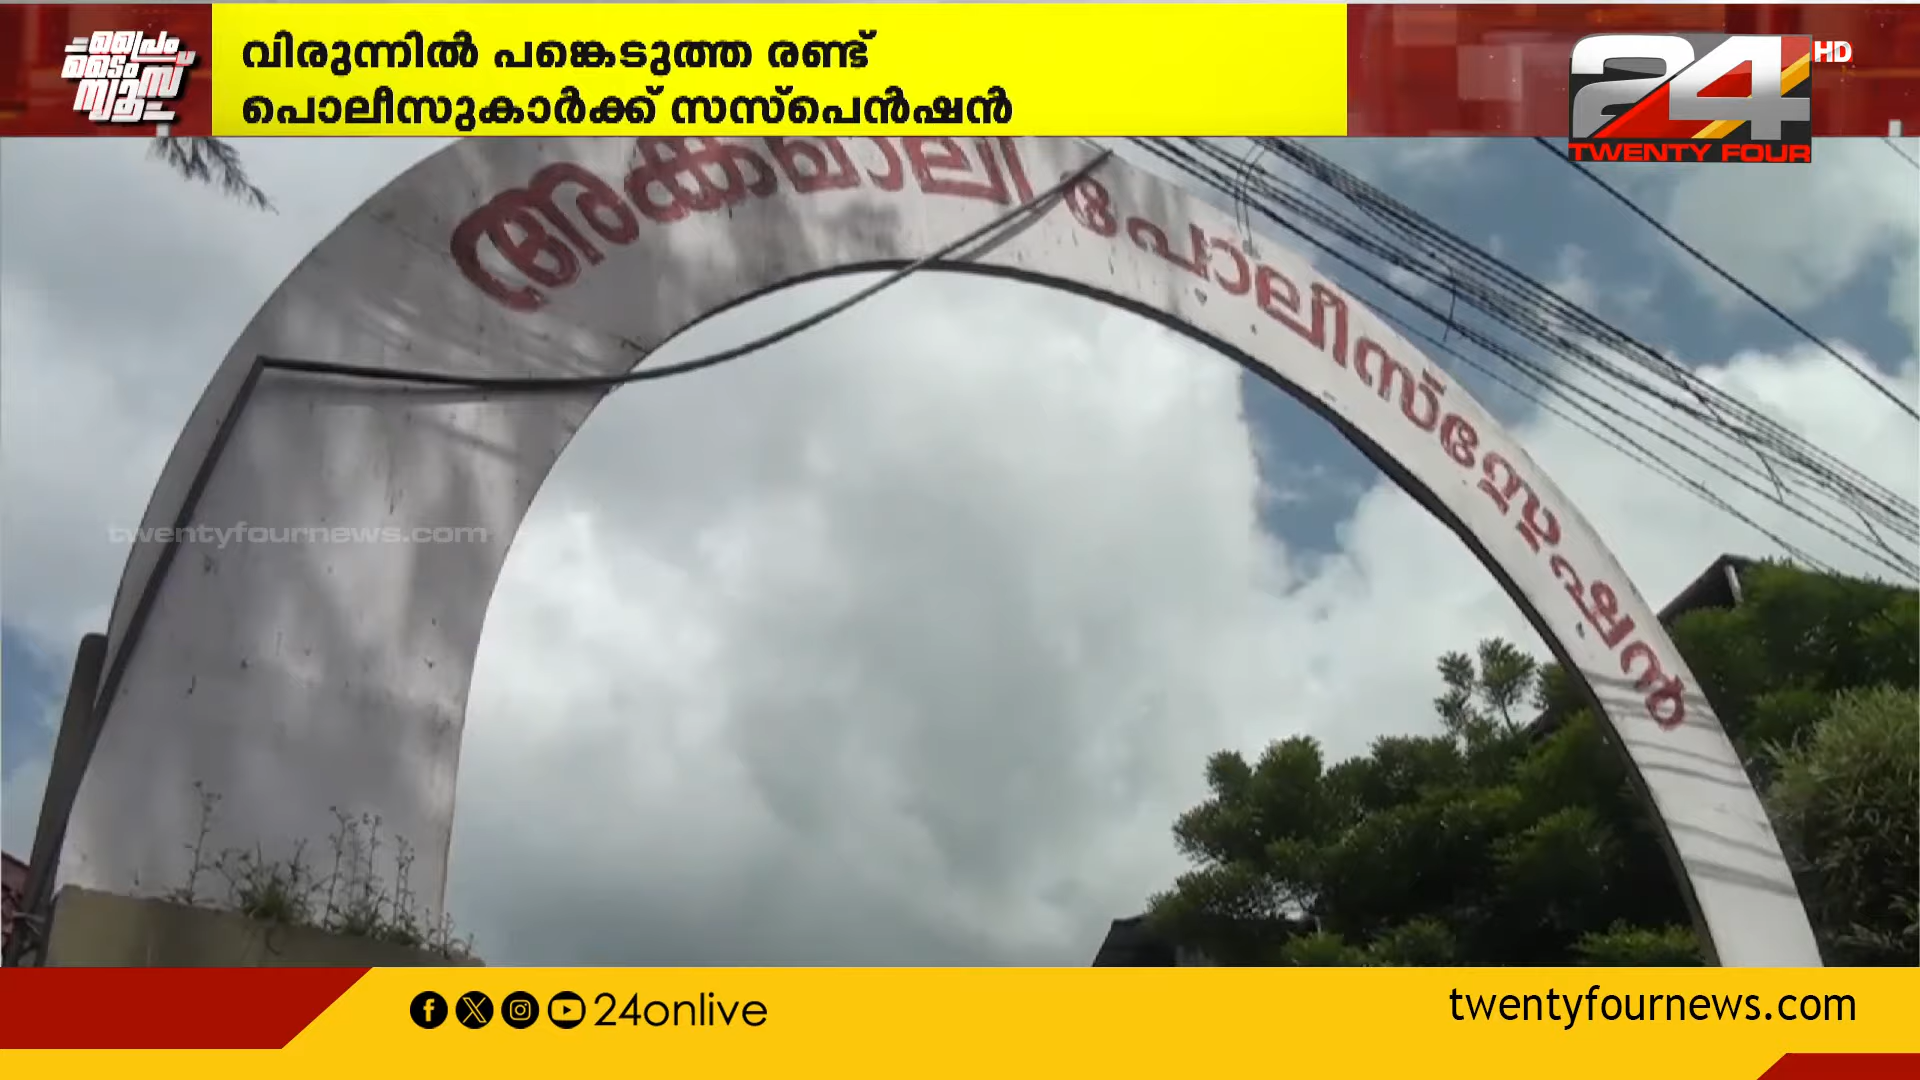 പ്രൈം
ടൈം
ന്യൂസ്
വിരുന്നിൽ പങ്കെടുത്ത രണ്ട്
പൊലീസുകാർക്ക് സസ്പെൻഷൻ
24 HD
TWENTY FOUR
അങ്കമാലി പോലീസ് സ്റ്റേഷൻ
twentyfournews.com
24onlive
twentyfournews.com